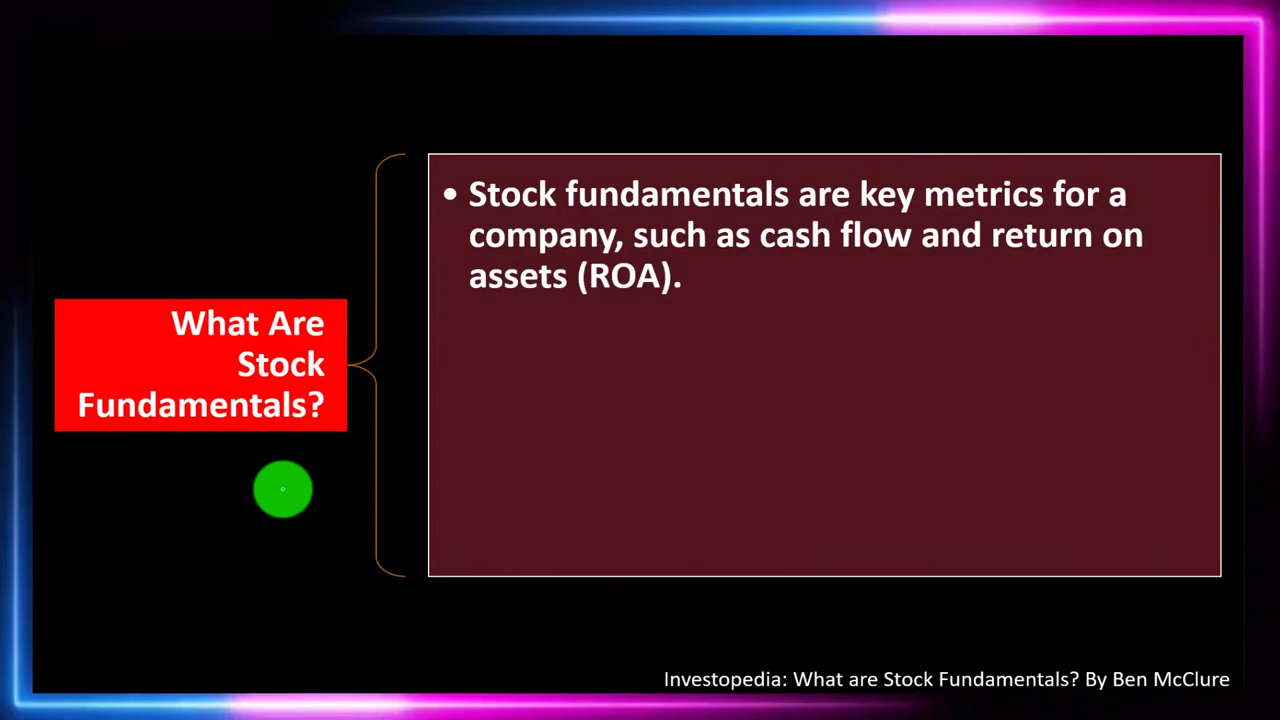 What Are
Stock
Fundamentals?
• Stock fundamentals are key metrics for a
company, such as cash flow and return on
assets (ROA).
Investopedia: What are Stock Fundamentals? By Ben McClure